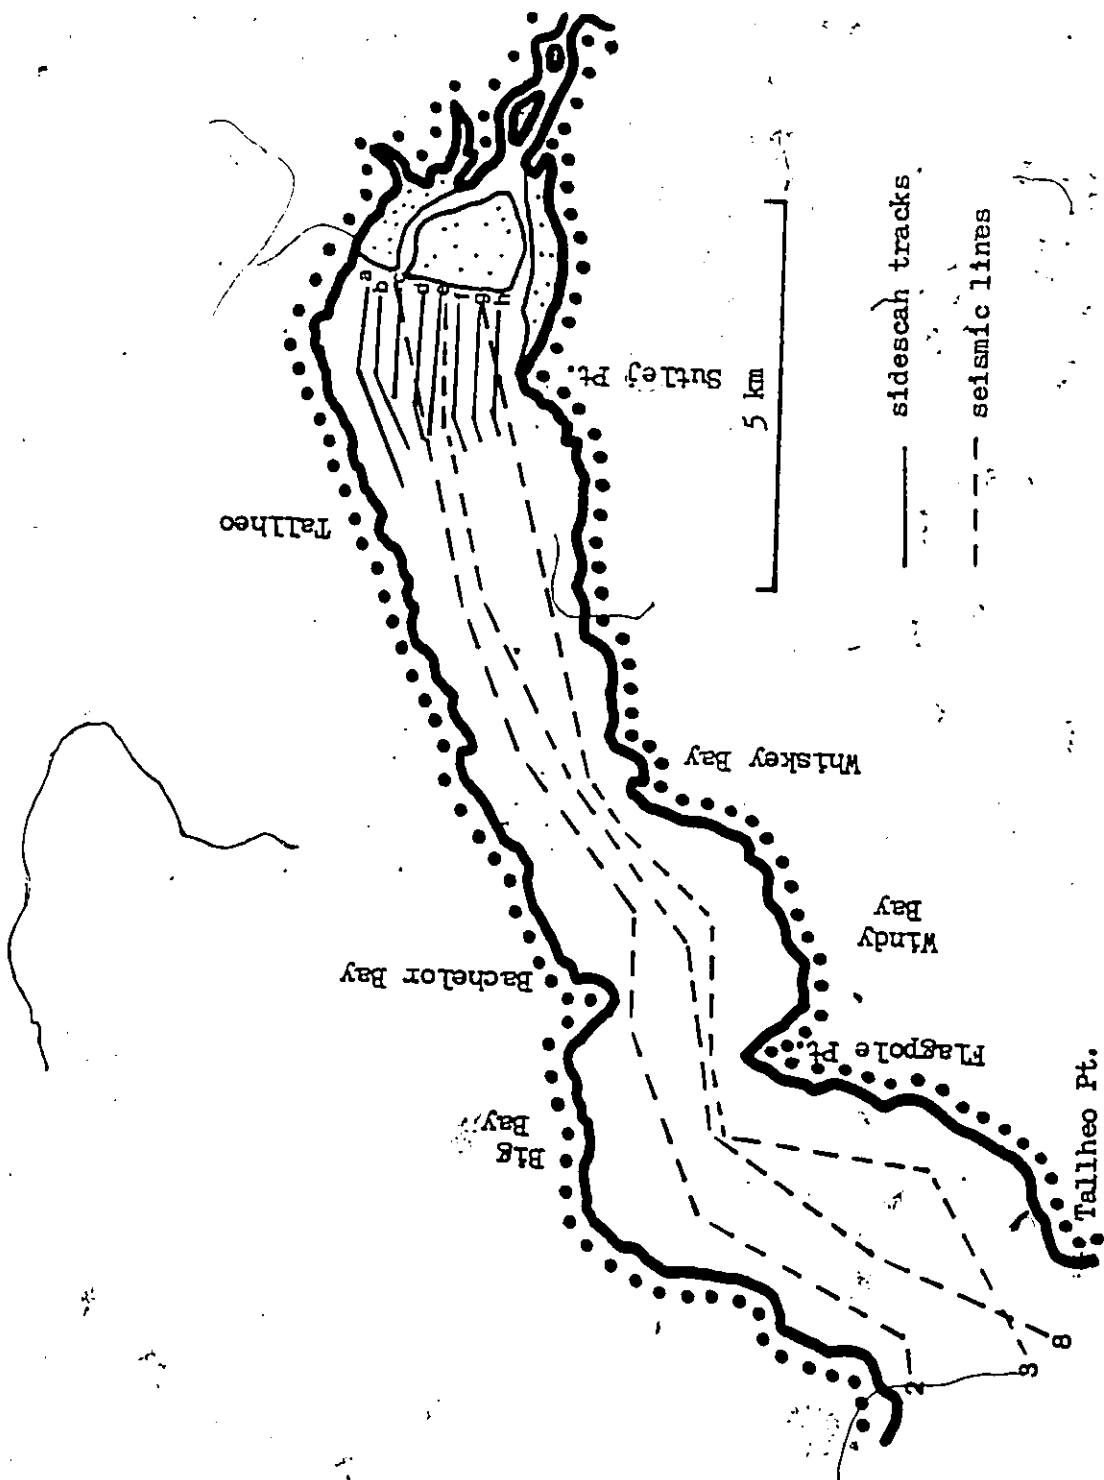 a
b
c
d
e
f
g
h
Tallheo
Sutlej Pt.
5 km
sidescan tracks
seismic lines
Whiskey Bay
Windy
Bay
Bachelor Bay
Flagpole Pt.
Big
Bay
Tallheo Pt.
2
3
8